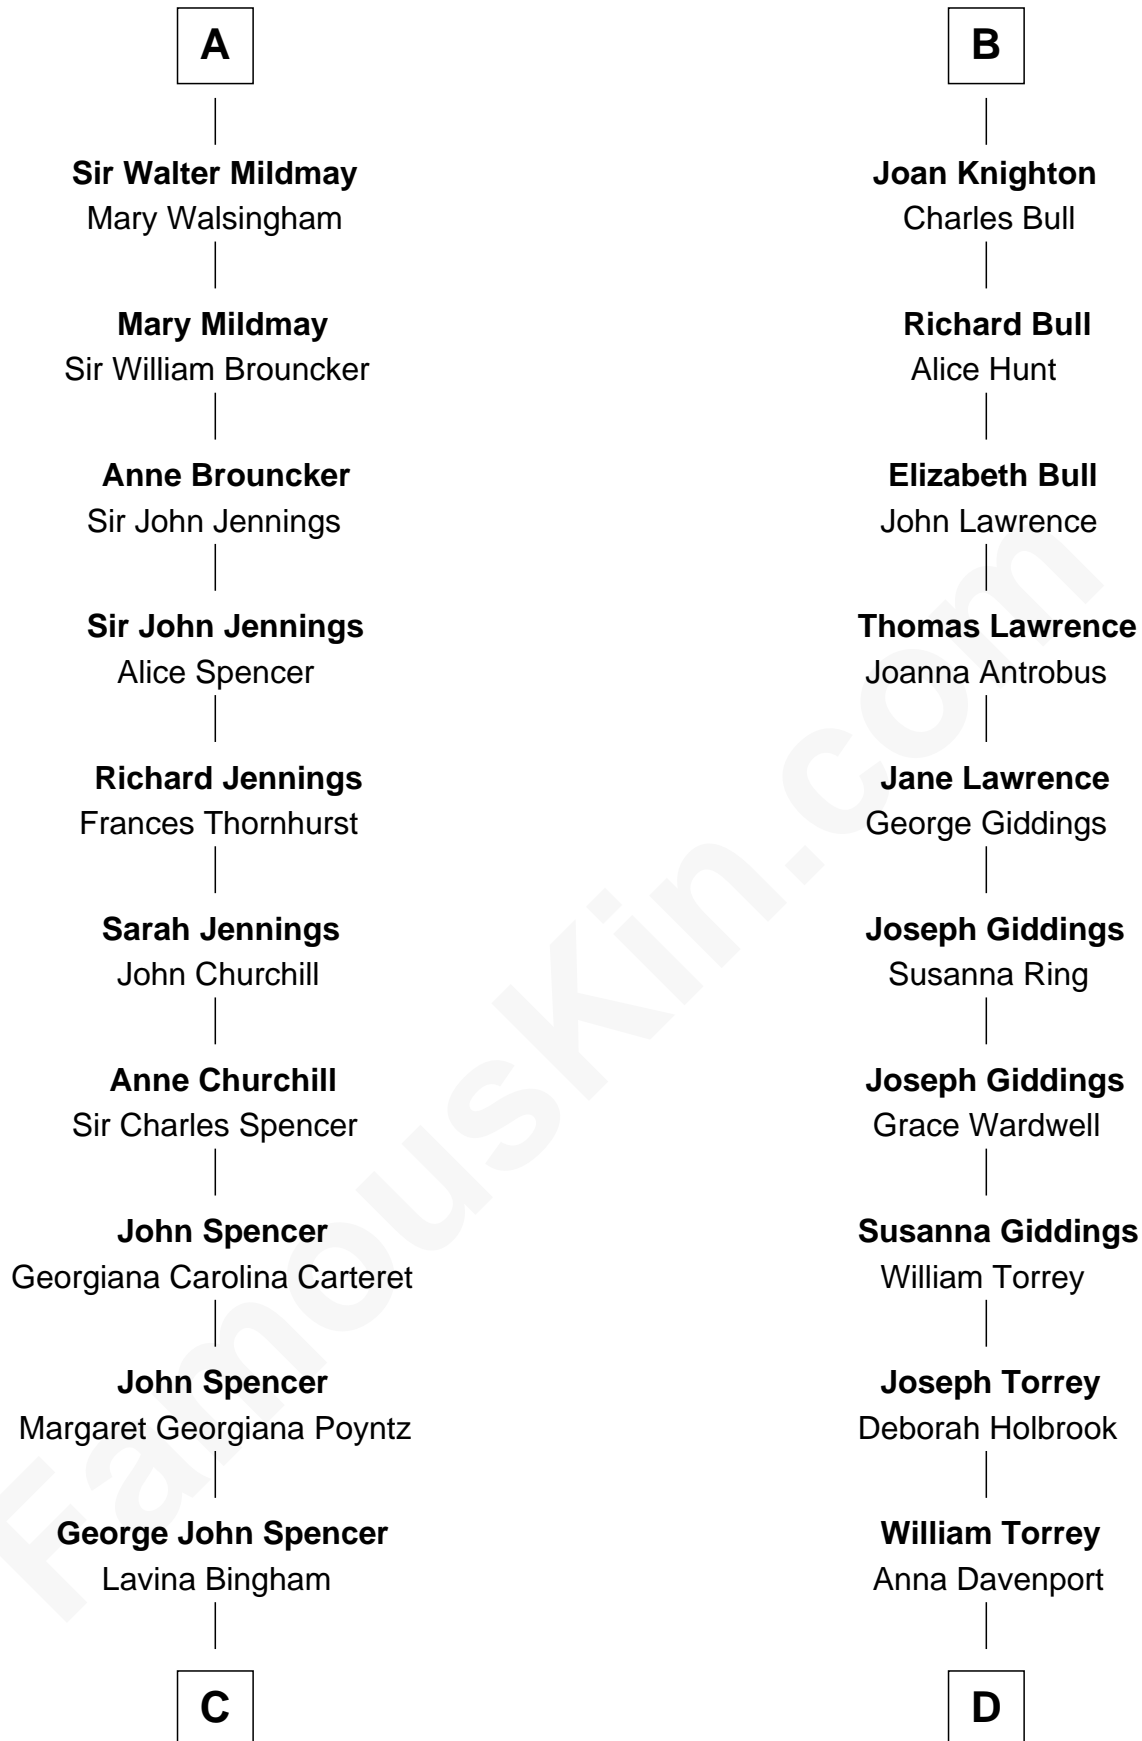 A
Sir Walter Mildmay
Mary Walsingham
Mary Mildmay
Sir William Brouncker
Anne Brouncker
Sir John Jennings
Sir John Jennings
Alice Spencer
Richard Jennings
Frances Thornhurst
Sarah Jennings
John Churchill
Anne Churchill
Sir Charles Spencer
John Spencer
Georgiana Carolina Carteret
John Spencer
Margaret Georgiana Poyntz
George John Spencer
Lavina Bingham
C
B
Joan Knighton
Charles Bull
Richard Bull
Alice Hunt
Elizabeth Bull
John Lawrence
Thomas Lawrence
Joanna Antrobus
Jane Lawrence
George Giddings
Joseph Giddings
Susanna Ring
Joseph Giddings
Grace Wardwell
Susanna Giddings
William Torrey
Joseph Torrey
Deborah Holbrook
William Torrey
Anna Davenport
D
FamousKin.com